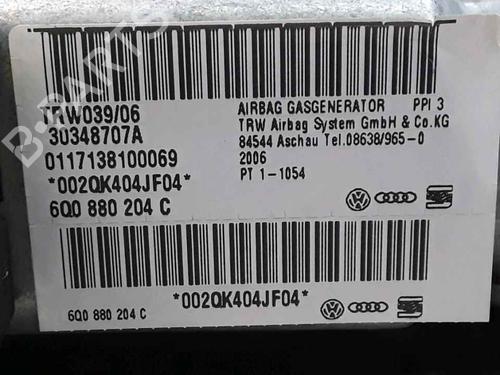 B-PARTS
TRW039/06
30348707A
0117138100069
*002QK404JF04*
6Q0 880 204 C
AIRBAG GASGENERATOR PPI 3
TRW Airbag System GmbH & Co.KG
84544 Aschau Tel.08638/965-0
2006
PT 1-1054
*002QK404JF04*
6Q0 880 204 C